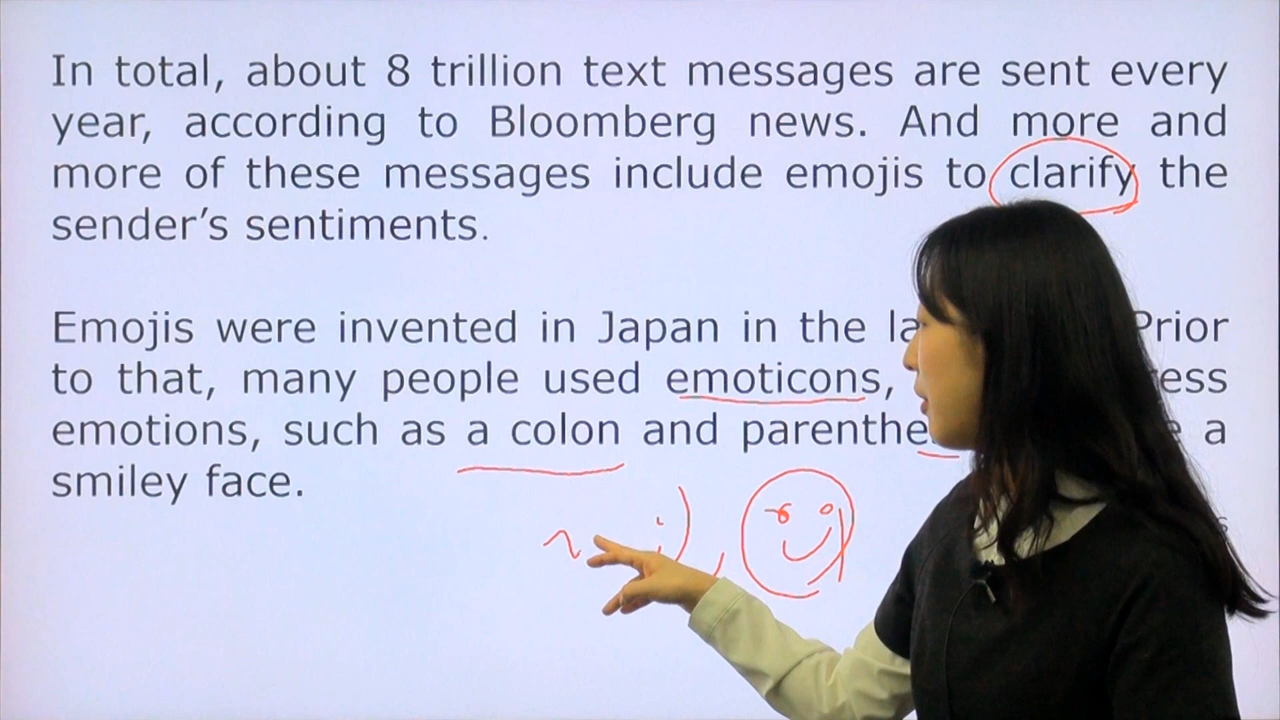 In total, about 8 trillion text messages are sent every
year, according to Bloomberg news. And more and
more of these messages include emojis to clarify the
sender’s sentiments.
Emojis were invented in Japan in the Prior
to that, many people used emoticons,
emotions, such as a colon and a
smiley face.
:)